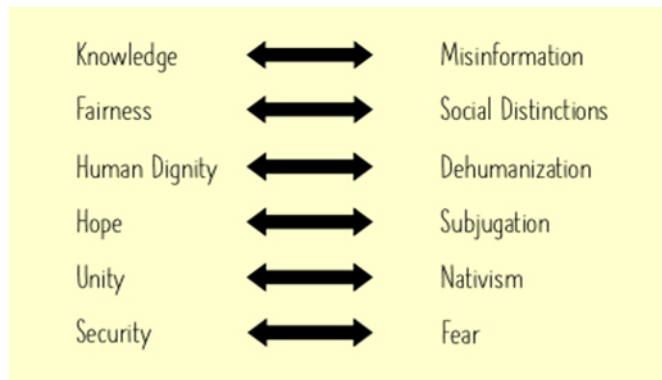 Knowledge Misinformation
Fairness Social Distinctions
Human Dignity Dehumanization
Hope Subjugation
Unity Nativism
Security Fear